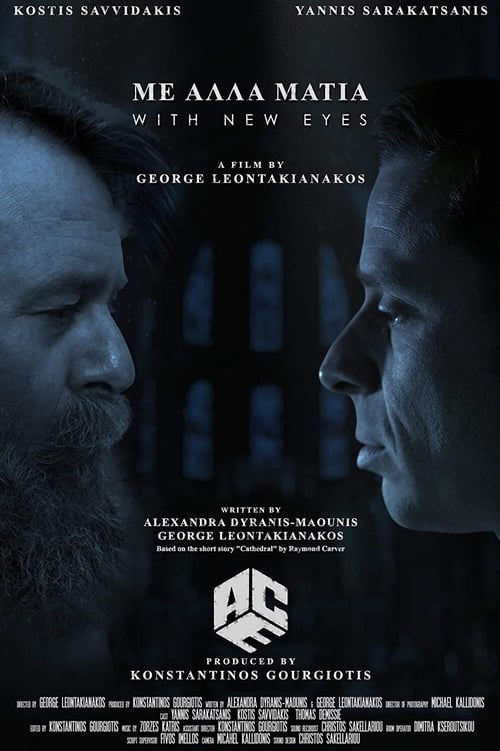 KOSTIS SAVVIDAKIS YANNIS SARAKATSANIS
ΜΕ ΑΛΛΑ ΜΑΤΙΑ
WITH NEW EYES
A FILM BY
GEORGE LEONTAKIANAKOS
WRITTEN BY
ALEXANDRA DYRANIS-MAOUNIS
GEORGE LEONTAKIANAKOS
Based on the short story "Cathedral" by Raymond Carver
ACE
PRODUCED BY
KONSTANTINOS GOURGIOTIS
DIRECTED BY GEORGE LEONTAKIANAKOS PRODUCED BY KONSTANTINOS GOURGIOTIS WRITTEN BY ALEXANDRA DYRANIS-MAOUNIS & GEORGE LEONTAKIANAKOS DIRECTOR OF PHOTOGRAPHY MICHAEL KALLIDONIS
CAST YANNIS SARAKATSANIS KOSTIS SAVVIDAKIS THOMAS DEMISSIE
EDITED BY KONSTANTINOS GOURGIOTIS MUSIC BY ZORZES KATRIS ASSISTANT DIRECTOR KONSTANTINOS GOURGIOTIS SOUND RECORDIST CHRISTOS SAKELLARIOU BOOM OPERATOR DIMITRA KSEROUTSIKOU
SCRIPT SUPERVISOR FIVOS IMELLOS CAMERA MICAHEL KALLIDONIS SOUND DESIGN CHRISTOS SAKELLARIOU